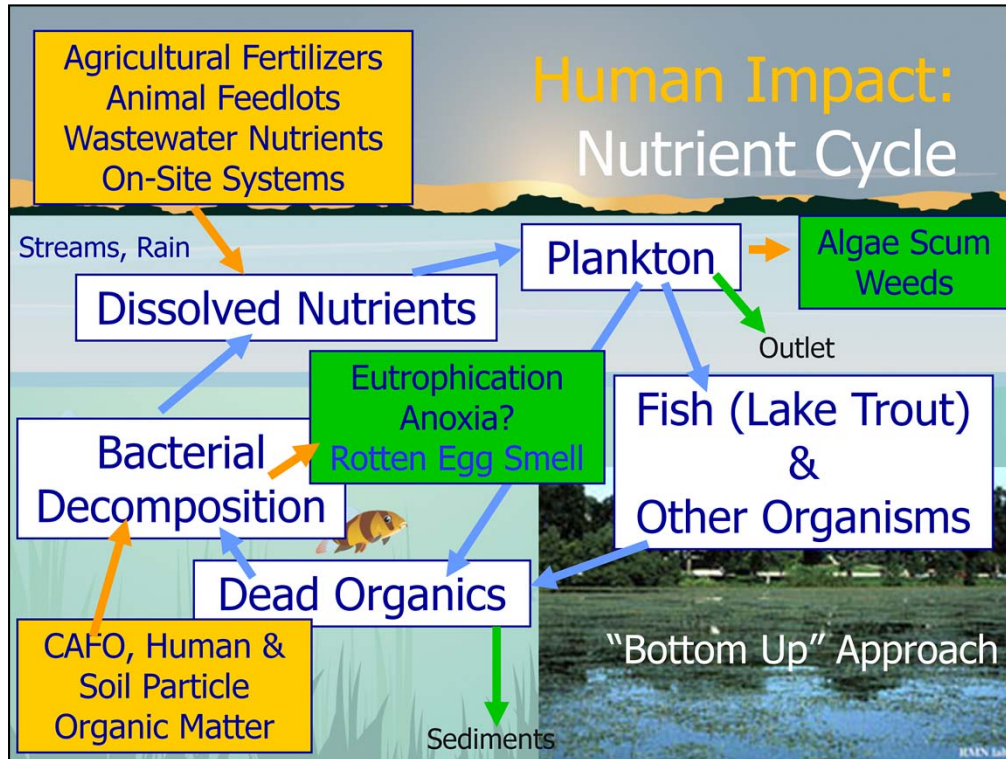 Agricultural Fertilizers
Animal Feedlots
Wastewater Nutrients
On-Site Systems
Human Impact:
Nutrient Cycle
Streams, Rain
Plankton
Algae Scum
Weeds
Dissolved Nutrients
Outlet
Eutrophication
Anoxia?
Rotten Egg Smell
Fish (Lake Trout)
&
Other Organisms
Bacterial
Decomposition
Dead Organics
CAFO, Human &
Soil Particle
Organic Matter
"Bottom Up" Approach
Sediments